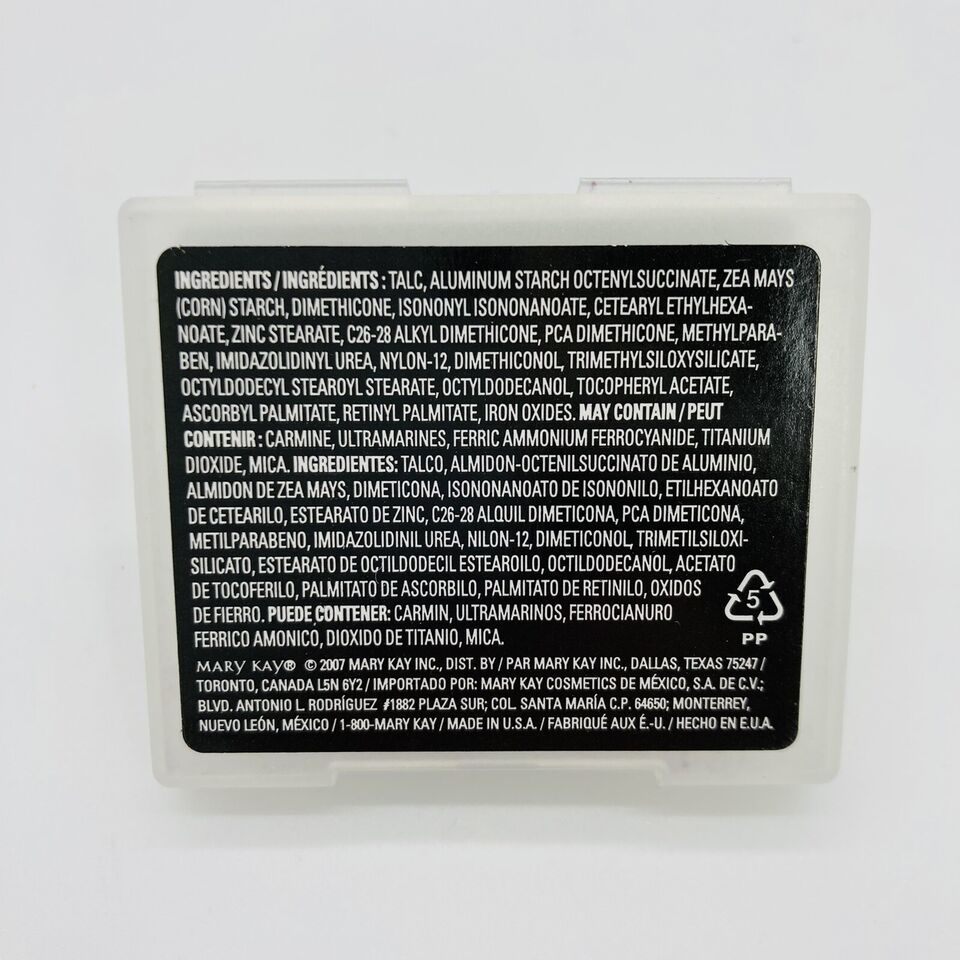 INGREDIENTS / INGRÉDIENTS : TALC, ALUMINUM STARCH OCTENYLSUCCINATE, ZEA MAYS
(CORN) STARCH, DIMETHICONE, ISONONYL ISONONANOATE, CETEARYL ETHYLHEXA-
NOATE, ZINC STEARATE, C26-28 ALKYL DIMETHICONE, PCA DIMETHICONE, METHYLPARA-
BEN, IMIDAZOLIDINYL UREA, NYLON-12, DIMETHICONOL, TRIMETHYLSILOXYSILICATE,
OCTYLDODECYL STEAROYL STEARATE, OCTYLDODECANOL, TOCOPHERYL ACETATE,
ASCORBYL PALMITATE, RETINYL PALMITATE, IRON OXIDES. MAY CONTAIN / PEUT
CONTENIR : CARMINE, ULTRAMARINES, FERRIC AMMONIUM FERROCYANIDE, TITANIUM
DIOXIDE, MICA. INGREDIENTES: TALCO, ALMIDON-OCTENILSUCCINATO DE ALUMINIO,
ALMIDON DE ZEA MAYS, DIMETICONA, ISONONANOATO DE ISONONILO, ETILHEXANOATO
DE CETEARILO, ESTEARATO DE ZINC, C26-28 ALQUIL DIMETICONA, PCA DIMETICONA,
METILPARABENO, IMIDAZOLIDINIL UREA, NILON-12, DIMETICONOL, TRIMETILSILOXI-
SILICATO, ESTEARATO DE OCTILDODECIL ESTEAROILO, OCTILDODECANOL, ACETATO
DE TOCOFERILO, PALMITATO DE ASCORBILO, PALMITATO DE RETINILO, OXIDOS
DE FIERRO. PUEDE CONTENER: CARMIN, ULTRAMARINOS, FERROCIANURO
FERRICO AMONICO, DIOXIDO DE TITANIO, MICA.
5
PP
MARY KAY® © 2007 MARY KAY INC., DIST. BY / PAR MARY KAY INC., DALLAS, TEXAS 75247 /
TORONTO, CANADA L5N 6Y2 / IMPORTADO POR: MARY KAY COSMETICS DE MÉXICO, S.A. DE C.V.;
BLVD. ANTONIO L. RODRÍGUEZ #1882 PLAZA SUR; COL. SANTA MARÍA C.P. 64650; MONTERREY,
NUEVO LEÓN, MÉXICO / 1-800-MARY KAY / MADE IN U.S.A. / FABRIQUÉ AUX É.-U. / HECHO EN E.U.A.